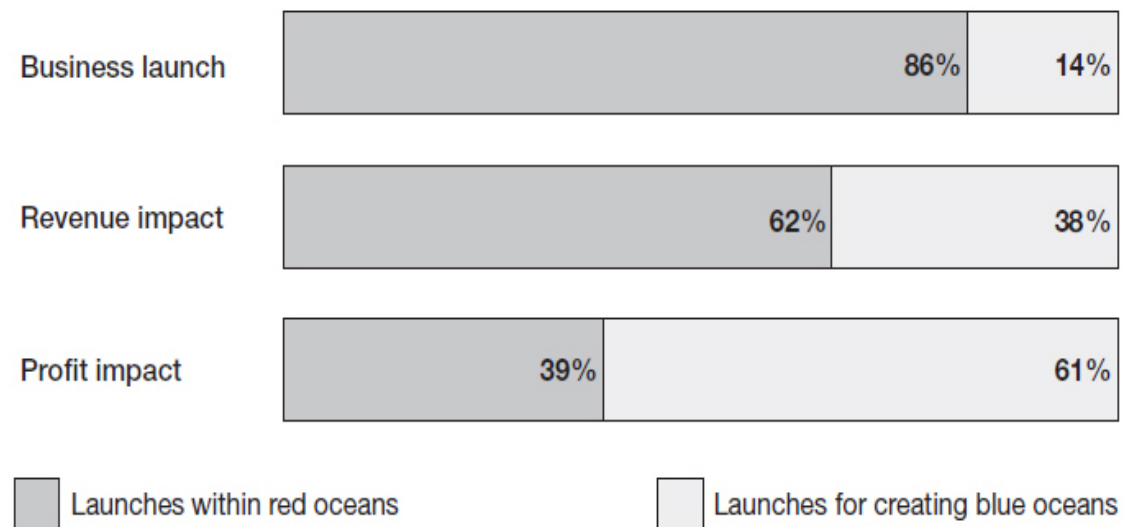 Business launch
86%
14%
Revenue impact
62%
38%
Profit impact
39%
61%
Launches within red oceans
Launches for creating blue oceans